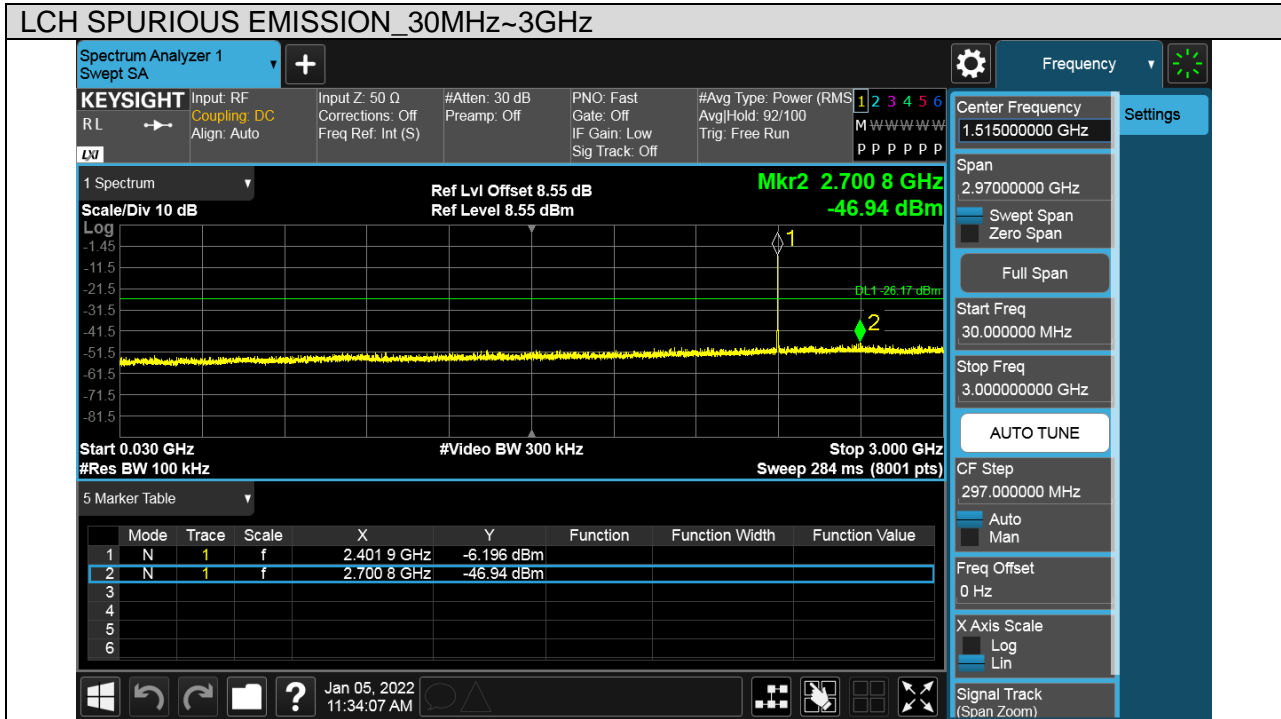 LCH SPURIOUS EMISSION_30MHz~3GHz
Spectrum Analyzer 1
Swept SA
Frequency
KEYSIGHT
RL
LXI
Input: RF
Coupling: DC
Align: Auto
Input Z: 50 Ω
Corrections: Off
Freq Ref: Int (S)
#Atten: 30 dB
Preamp: Off
PNO: Fast
Gate: Off
IF Gain: Low
Sig Track: Off
#Avg Type: Power (RMS
Avg|Hold: 92/100
Trig: Free Run
1 2 3 4 5 6
M W W W W W
P P P P P P
1 Spectrum
Scale/Div 10 dB
Ref Lvl Offset 8.55 dB
Ref Level 8.55 dBm
Mkr2 2.700 8 GHz
-46.94 dBm
Log
-1.45
-11.5
-21.5
-31.5
-41.5
-51.5
-61.5
-71.5
-81.5
1
DL1 -26.17 dBm
2
Start 0.030 GHz
#Video BW 300 kHz
Stop 3.000 GHz
#Res BW 100 kHz
Sweep 284 ms (8001 pts)
5 Marker Table
Mode Trace Scale X Y Function Function Width Function Value
1 N 1 f 2.401 9 GHz -6.196 dBm
2 N 1 f 2.700 8 GHz -46.94 dBm
3
4
5
6
Jan 05, 2022
11:34:07 AM
Center Frequency
1.515000000 GHz
Settings
Span
2.97000000 GHz
Swept Span
Zero Span
Full Span
Start Freq
30.000000 MHz
Stop Freq
3.000000000 GHz
AUTO TUNE
CF Step
297.000000 MHz
Auto
Man
Freq Offset
0 Hz
X Axis Scale
Log
Lin
Signal Track
(Span Zoom)